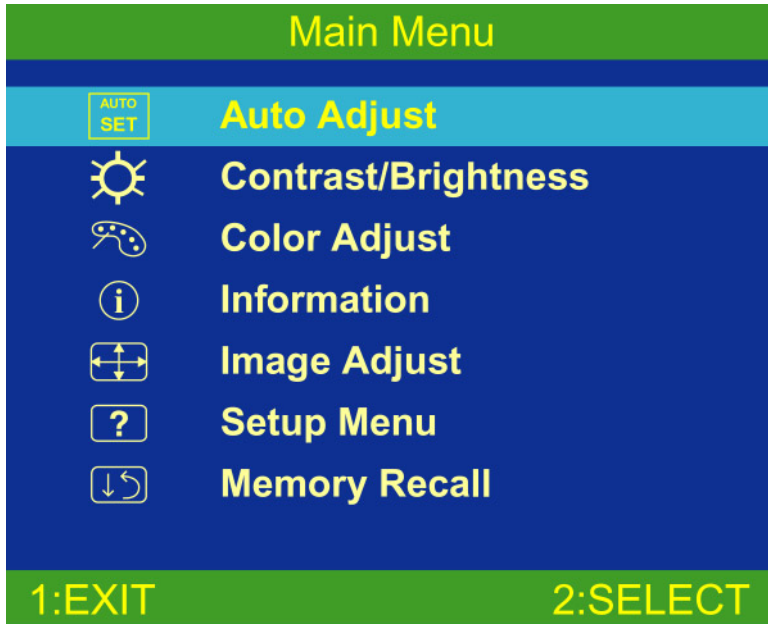 Main Menu
AUTO
SET
Auto Adjust
Contrast/Brightness
Color Adjust
i
Information
Image Adjust
?
Setup Menu
Memory Recall
1:EXIT 2:SELECT